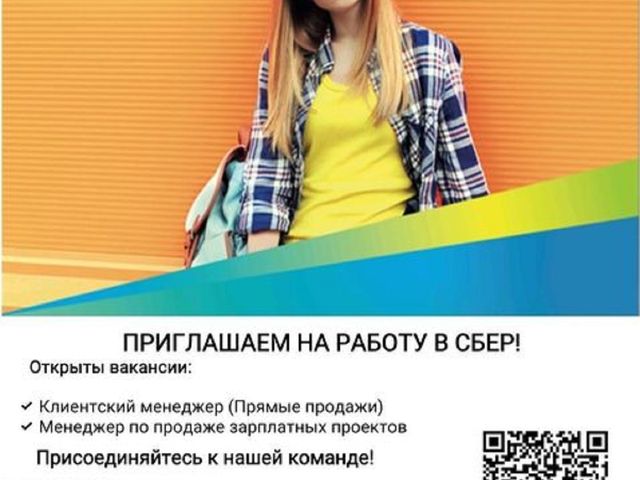 ПРИГЛАШАЕМ НА РАБОТУ В СБЕР!
Открыты вакансии:
✓ Клиентский менеджер (Прямые продажи)
✓ Менеджер по продаже зарплатных проектов
Присоединяйтесь к нашей команде!